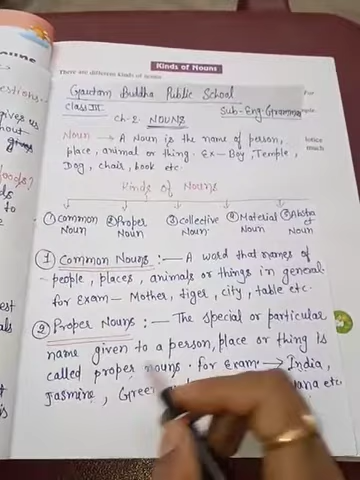 Kinds of Nouns
There are different kinds of nouns
Gautam Buddha Public School
Class III
Sub-Eng-Grammar
Ch-2 NOUNS
Noun → A Noun is the name of person,
place, animal or thing. Ex- Boy, Temple,
Dog, chair, book etc
Kinds of Nouns
① Common Noun
② Proper Noun
③ Collective Noun
④ Material Noun
⑤ Noun
① Common Nouns :- A word that names of
people, places, animals or things in general
for Exam- Mother, tiger, city, table etc.
② Proper Nouns :- The special or particular
name given to a person, place or thing is
called proper nouns. for Exam → India,
Jasmine, etc